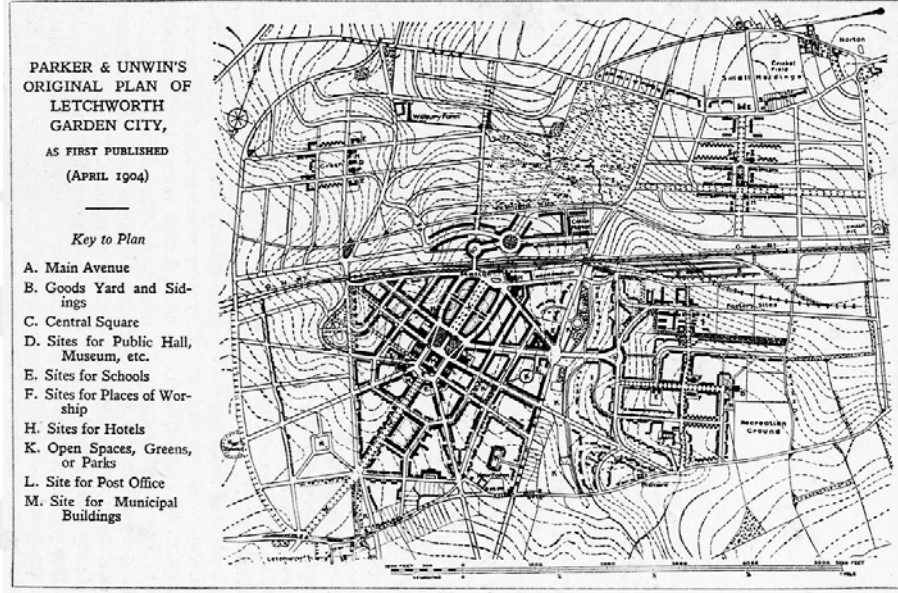 PARKER & UNWIN'S
ORIGINAL PLAN OF
LETCHWORTH
GARDEN CITY,
AS FIRST PUBLISHED
(APRIL 1904)
Key to Plan
A. Main Avenue
B. Goods Yard and Sid-
ings
C. Central Square
D. Sites for Public Hall,
Museum, etc.
E. Sites for Schools
F. Sites for Places of Wor-
ship
H. Sites for Hotels
K. Open Spaces, Greens,
or Parks
L. Site for Post Office
M. Site for Municipal
Buildings
Norton
Cricket
Field
Small Holdings
Wilbury Farm
Factory Sites
Recreation
Ground